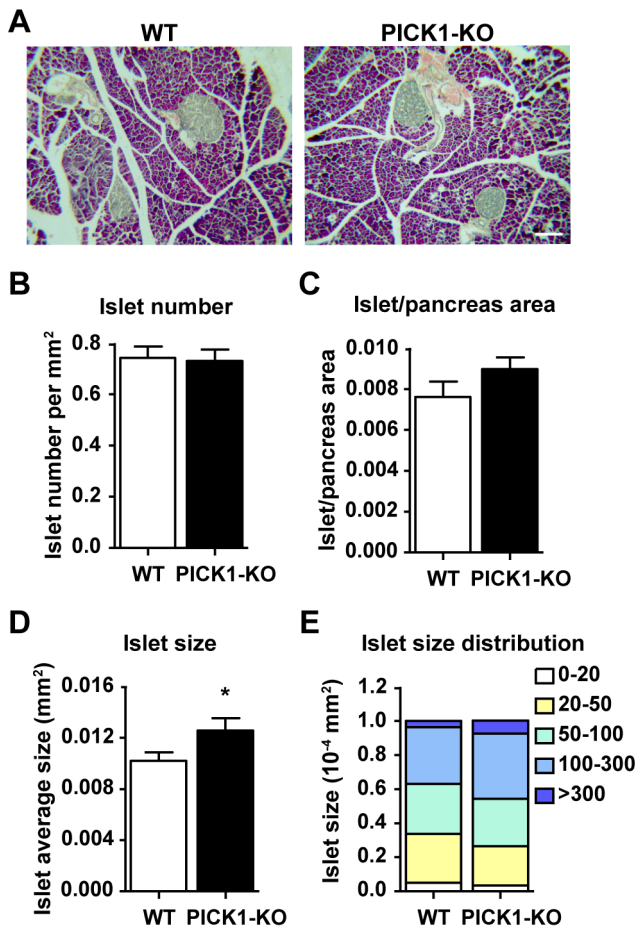 A
WT
PICK1-KO
B
Islet number
Islet number per mm²
0.8
0.6
0.4
0.2
0.0
WT PICK1-KO
C
Islet/pancreas area
Islet/pancreas area
0.010
0.008
0.006
0.004
0.002
0.000
WT PICK1-KO
D
Islet size
Islet average size (mm²)
0.016
0.012
0.008
0.004
0.000
*
WT PICK1-KO
E
Islet size distribution
Islet size (10⁻⁴ mm²)
1.2
1.0
0.8
0.6
0.4
0.2
0.0
WT PICK1-KO
0-20
20-50
50-100
100-300
>300